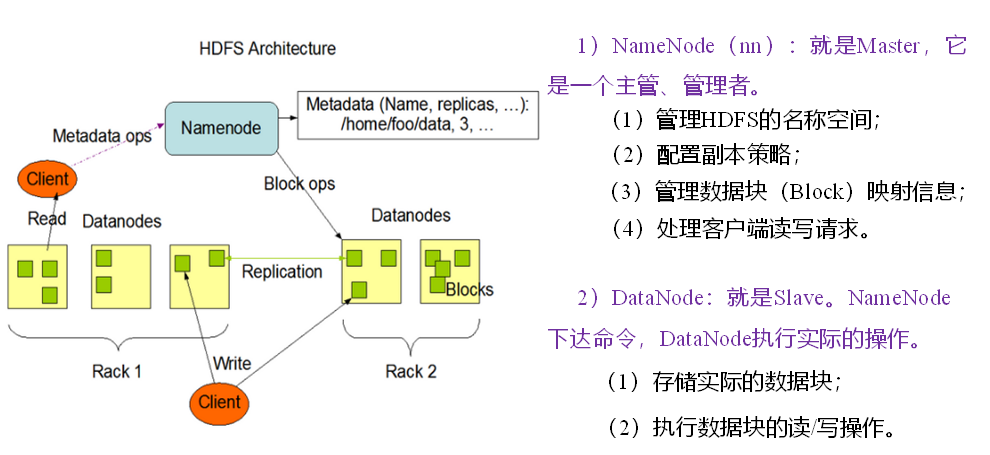 HDFS Architecture
Metadata (Name, replicas, ...):
/home/foo/data, 3, ...
Namenode
Metadata ops
Client
Block ops
Read
Datanodes
Datanodes
Replication
Blocks
Rack 1
Write
Rack 2
Client
1）NameNode（nn）：就是Master，它
是一个主管、管理者。
（1）管理HDFS的名称空间；
（2）配置副本策略；
（3）管理数据块（Block）映射信息；
（4）处理客户端读写请求。
2）DataNode：就是Slave。NameNode
下达命令，DataNode执行实际的操作。
（1）存储实际的数据块；
（2）执行数据块的读/写操作。